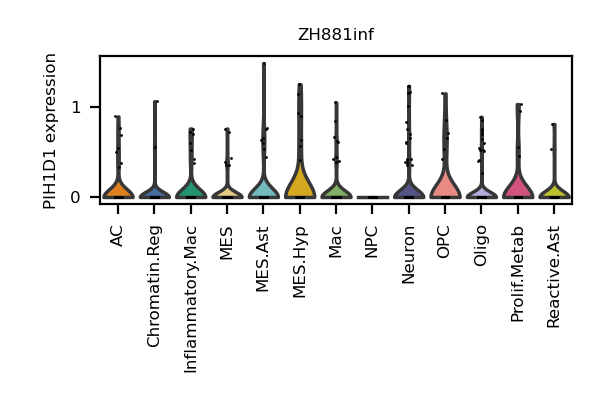 ZH881inf
PIH1D1 expression
1
0
AC
Chromatin.Reg
Inflammatory.Mac
MES
MES.Ast
MES.Hyp
Mac
NPC
Neuron
OPC
Oligo
Prolif.Metab
Reactive.Ast